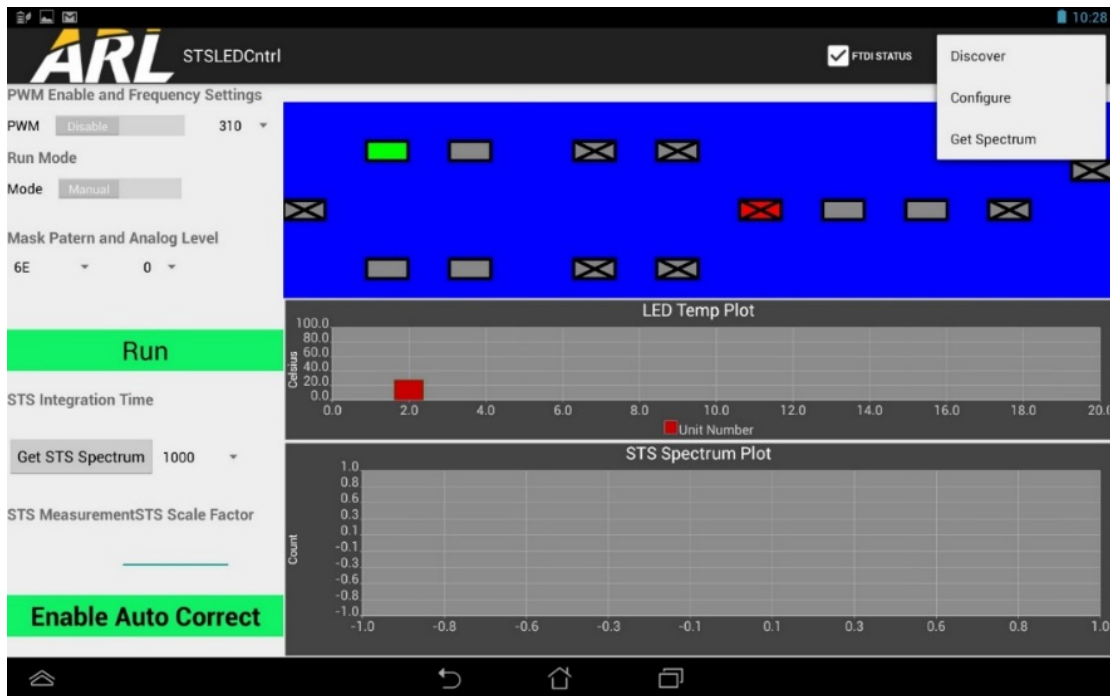 10:28
ARL STSLEDCntrl
FTDI STATUS
Discover
Configure
Get Spectrum
PWM Enable and Frequency Settings
PWM Disable 310
Run Mode
Mode Manual
Mask Patern and Analog Level
6E 0
Run
STS Integration Time
Get STS Spectrum 1000
STS MeasurementSTS Scale Factor
Enable Auto Correct
LED Temp Plot
100.0
80.0
60.0
40.0
20.0
0.0
Celsius
0.0 2.0 4.0 6.0 8.0 10.0 12.0 14.0 16.0 18.0 20.0
Unit Number
STS Spectrum Plot
1.0
0.8
0.6
0.3
0.1
-0.1
-0.3
-0.6
-0.8
-1.0
Count
-1.0 -0.8 -0.6 -0.3 -0.1 0.1 0.3 0.6 0.8 1.0